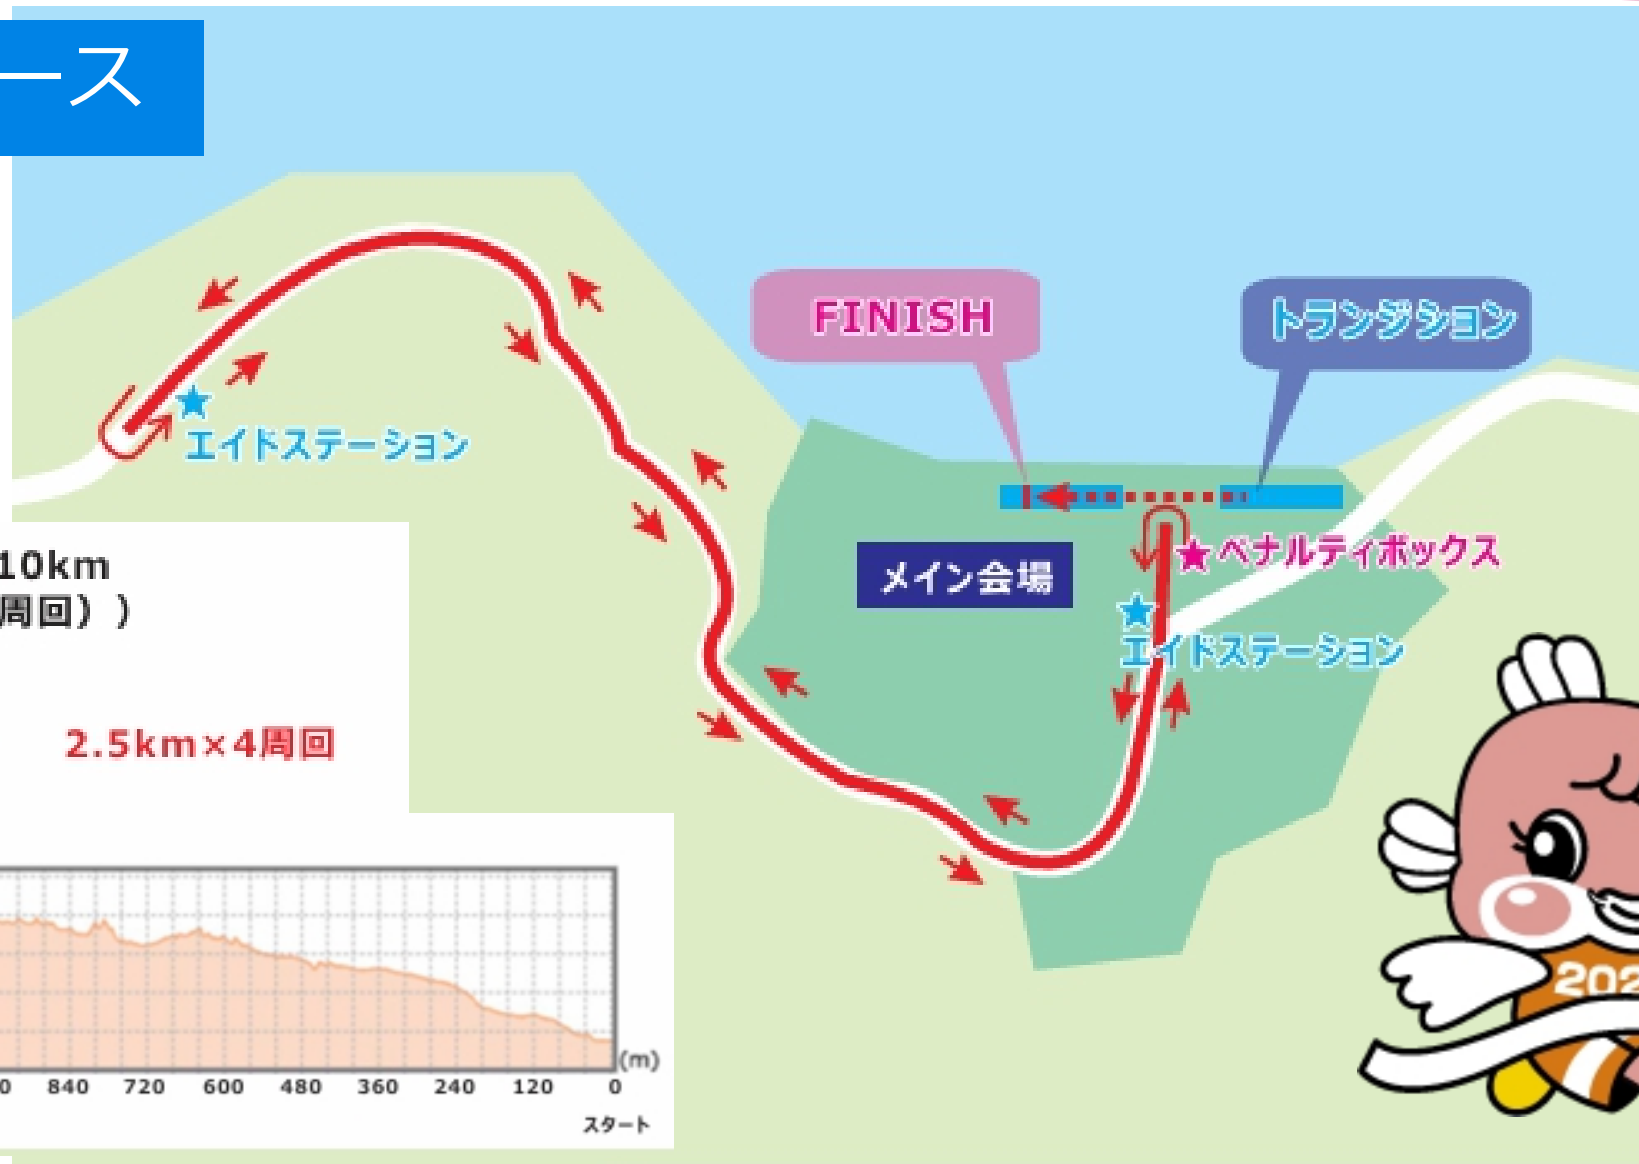 ース
FINISH
トランジション
エイドステーション
メイン会場
ペナルティボックス
エイドステーション
10km
周回））
2.5km×4周回
(m)
0 840 720 600 480 360 240 120 0
スタート
202